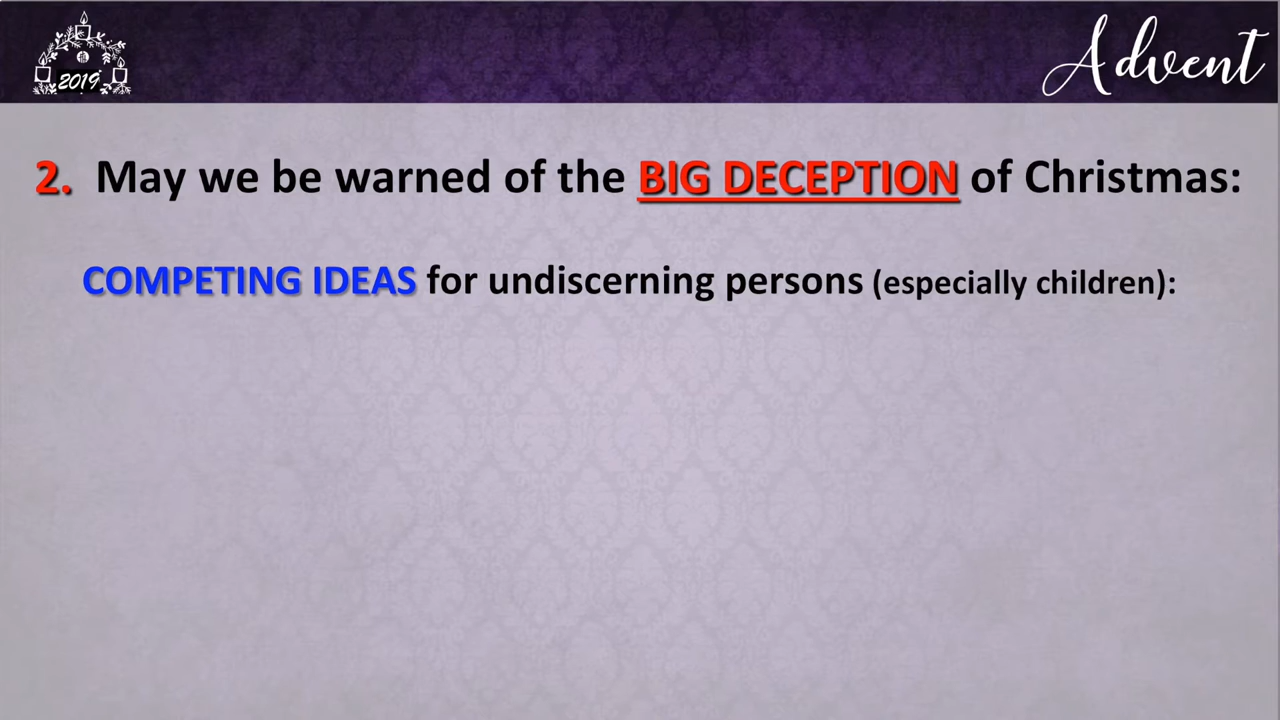 2019
Advent
2. May we be warned of the BIG DECEPTION of Christmas:
COMPETING IDEAS for undiscerning persons (especially children):